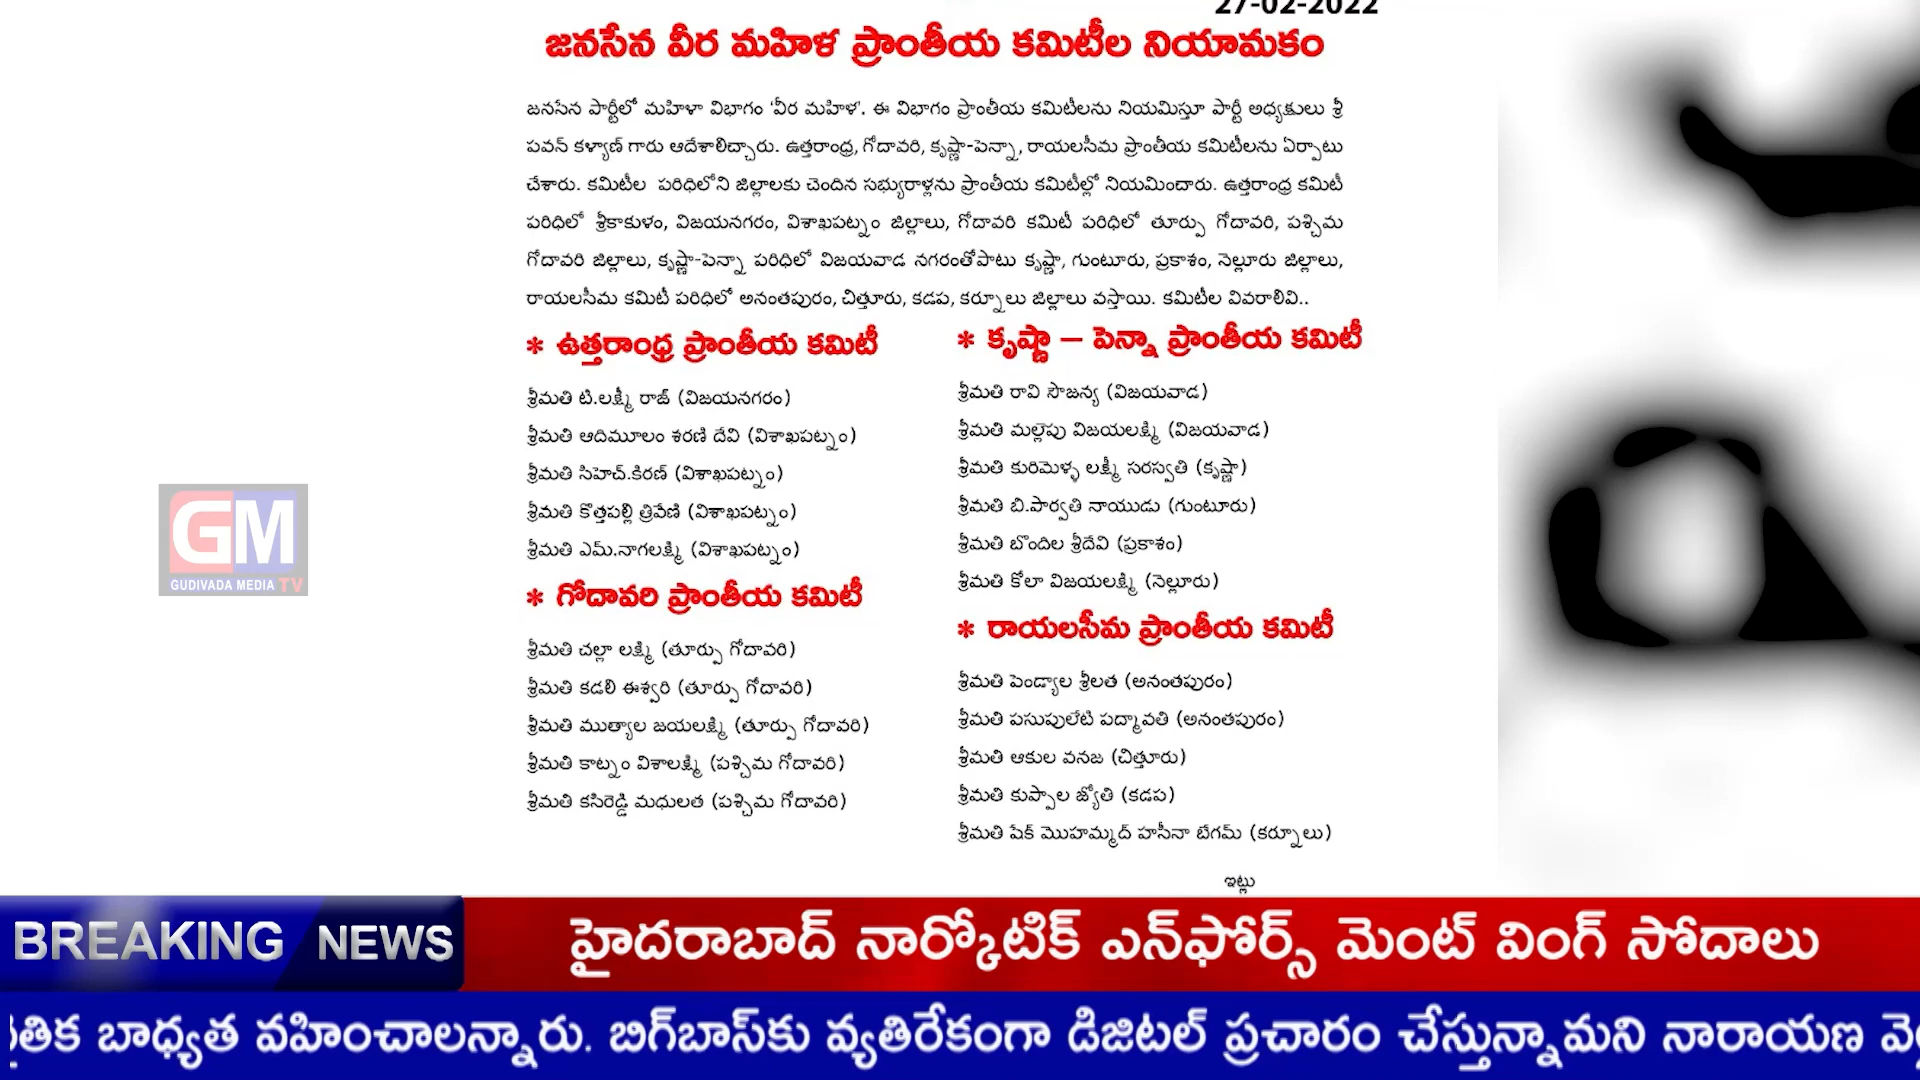 27-02-2022
జనసేన వీర మహిళ ప్రాంతీయ కమిటీల నియామకం
జనసేన పార్టీలో మహిళా విభాగం 'వీర మహిళ'. ఈ విభాగం ప్రాంతీయ కమిటీలను నియమిస్తూ పార్టీ అధ్యక్షులు శ్రీ
పవన్ కళ్యాణ్ గారు ఆదేశాలిచ్చారు. ఉత్తరాంధ్ర, గోదావరి, కృష్ణా-పెన్నా, రాయలసీమ ప్రాంతీయ కమిటీలను ఏర్పాటు
చేశారు. కమిటీల పరిధిలోని జిల్లాలకు చెందిన సభ్యురాళ్లను ప్రాంతీయ కమిటీల్లో నియమించారు. ఉత్తరాంధ్ర కమిటీ
పరిధిలో శ్రీకాకుళం, విజయనగరం, విశాఖపట్నం జిల్లాలు, గోదావరి కమిటీ పరిధిలో తూర్పు గోదావరి, పశ్చిమ
గోదావరి జిల్లాలు, కృష్ణా-పెన్నా పరిధిలో విజయవాడ నగరంతోపాటు కృష్ణా, గుంటూరు, ప్రకాశం, నెల్లూరు జిల్లాలు,
రాయలసీమ కమిటీ పరిధిలో అనంతపురం, చిత్తూరు, కడప, కర్నూలు జిల్లాలు వస్తాయి. కమిటీల వివరాలివి..
* ఉత్తరాంధ్ర ప్రాంతీయ కమిటీ
శ్రీమతి టి.లక్ష్మీ రాజ్ (విజయనగరం)
శ్రీమతి ఆదిమూలం శరణి దేవి (విశాఖపట్నం)
శ్రీమతి సిహెచ్.కిరణ్ (విశాఖపట్నం)
శ్రీమతి కొత్తపల్లి త్రివేణి (విశాఖపట్నం)
శ్రీమతి ఎమ్.నాగలక్ష్మి (విశాఖపట్నం)
* గోదావరి ప్రాంతీయ కమిటీ
శ్రీమతి చల్లా లక్ష్మి (తూర్పు గోదావరి)
శ్రీమతి కడలి ఈశ్వరి (తూర్పు గోదావరి)
శ్రీమతి ముత్యాల జయలక్ష్మి (తూర్పు గోదావరి)
శ్రీమతి కాట్నం విశాలక్ష్మి (పశ్చిమ గోదావరి)
శ్రీమతి కసిరెడ్డి మధులత (పశ్చిమ గోదావరి)
* కృష్ణా – పెన్నా ప్రాంతీయ కమిటీ
శ్రీమతి రావి సౌజన్య (విజయవాడ)
శ్రీమతి మల్లెపు విజయలక్ష్మి (విజయవాడ)
శ్రీమతి కురిమెళ్ళ లక్ష్మీ సరస్వతి (కృష్ణా)
శ్రీమతి బి.పార్వతి నాయుడు (గుంటూరు)
శ్రీమతి బొందిల శ్రీదేవి (ప్రకాశం)
శ్రీమతి కోలా విజయలక్ష్మి (నెల్లూరు)
* రాయలసీమ ప్రాంతీయ కమిటీ
శ్రీమతి పెండ్యాల శ్రీలత (అనంతపురం)
శ్రీమతి పసుపులేటి పద్మావతి (అనంతపురం)
శ్రీమతి ఆకుల వనజ (చిత్తూరు)
శ్రీమతి కుప్పాల జ్యోతి (కడప)
శ్రీమతి షేక్ మొహమ్మద్ హసీనా బేగమ్ (కర్నూలు)
ఇట్లు
GM
GUDIVADA MEDIA TV
BREAKING NEWS
హైదరాబాద్ నార్కోటిక్ ఎన్‌ఫోర్స్ మెంట్ వింగ్ సోదాలు
బాధ్యత వహించాలన్నారు. బిగ్‌బాస్‌కు వ్యతిరేకంగా డిజిటల్ ప్రచారం చేస్తున్నామని నారాయణ